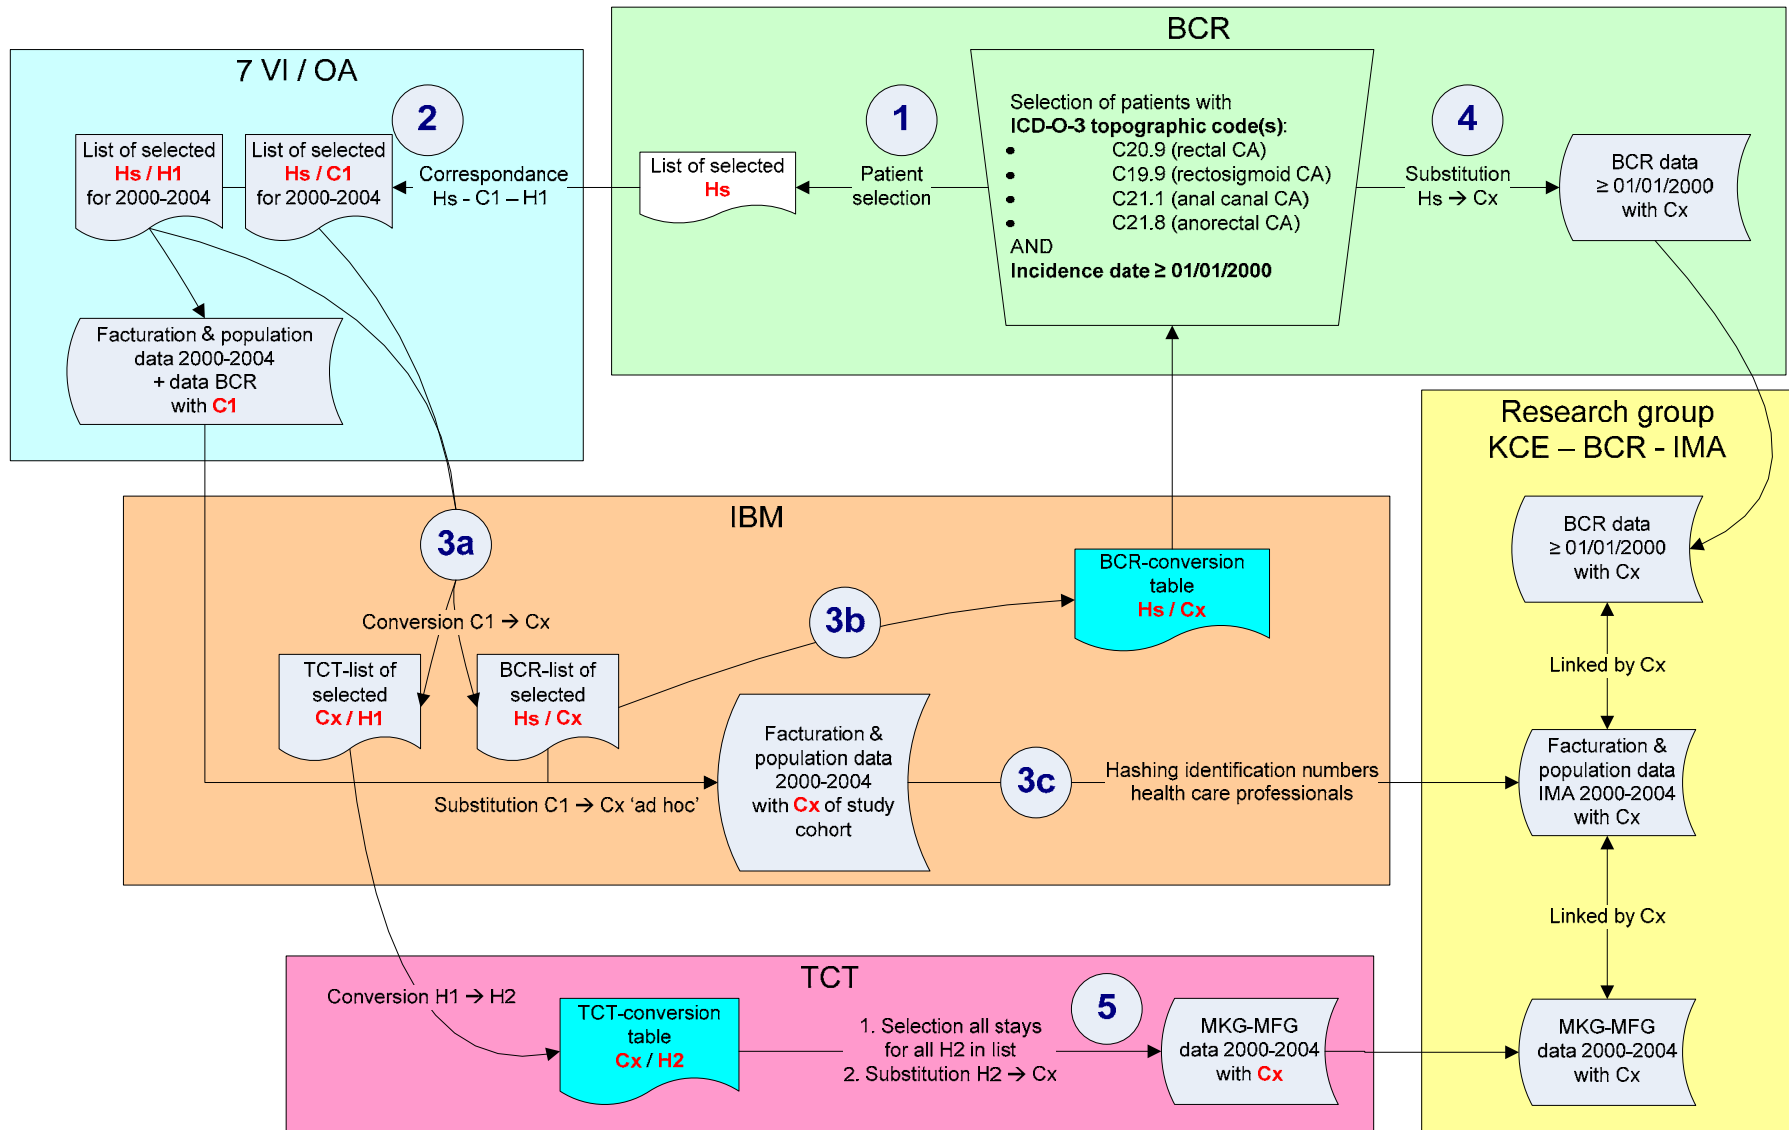 BCR
1
Selection of patients with
ICD-O-3 topographic code(s):
• C20.9 (rectal CA)
• C19.9 (rectosigmoid CA)
• C21.1 (anal canal CA)
• C21.8 (anorectal CA)
AND
Incidence date ≥ 01/01/2000
List of selected
Hs
Patient
selection
4
Substitution
Hs → Cx
BCR data
≥ 01/01/2000
with Cx
7 VI / OA
2
List of selected
Hs / H1
for 2000-2004
List of selected
Hs / C1
for 2000-2004
Correspondance
Hs - C1 – H1
Facturation & population
data 2000-2004
+ data BCR
with C1
IBM
3a
Conversion C1 → Cx
TCT-list of
selected
Cx / H1
BCR-list of
selected
Hs / Cx
3b
BCR-conversion
table
Hs / Cx
Substitution C1 → Cx ‘ad hoc’
Facturation &
population data
2000-2004
with Cx of study
cohort
3c
Hashing identification numbers
health care professionals
Research group
KCE – BCR - IMA
BCR data
≥ 01/01/2000
with Cx
Linked by Cx
Facturation &
population data
IMA 2000-2004
with Cx
Linked by Cx
MKG-MFG
data 2000-2004
with Cx
TCT
Conversion H1 → H2
TCT-conversion
table
Cx / H2
1. Selection all stays
for all H2 in list
2. Substitution H2 → Cx
5
MKG-MFG
data 2000-2004
with Cx